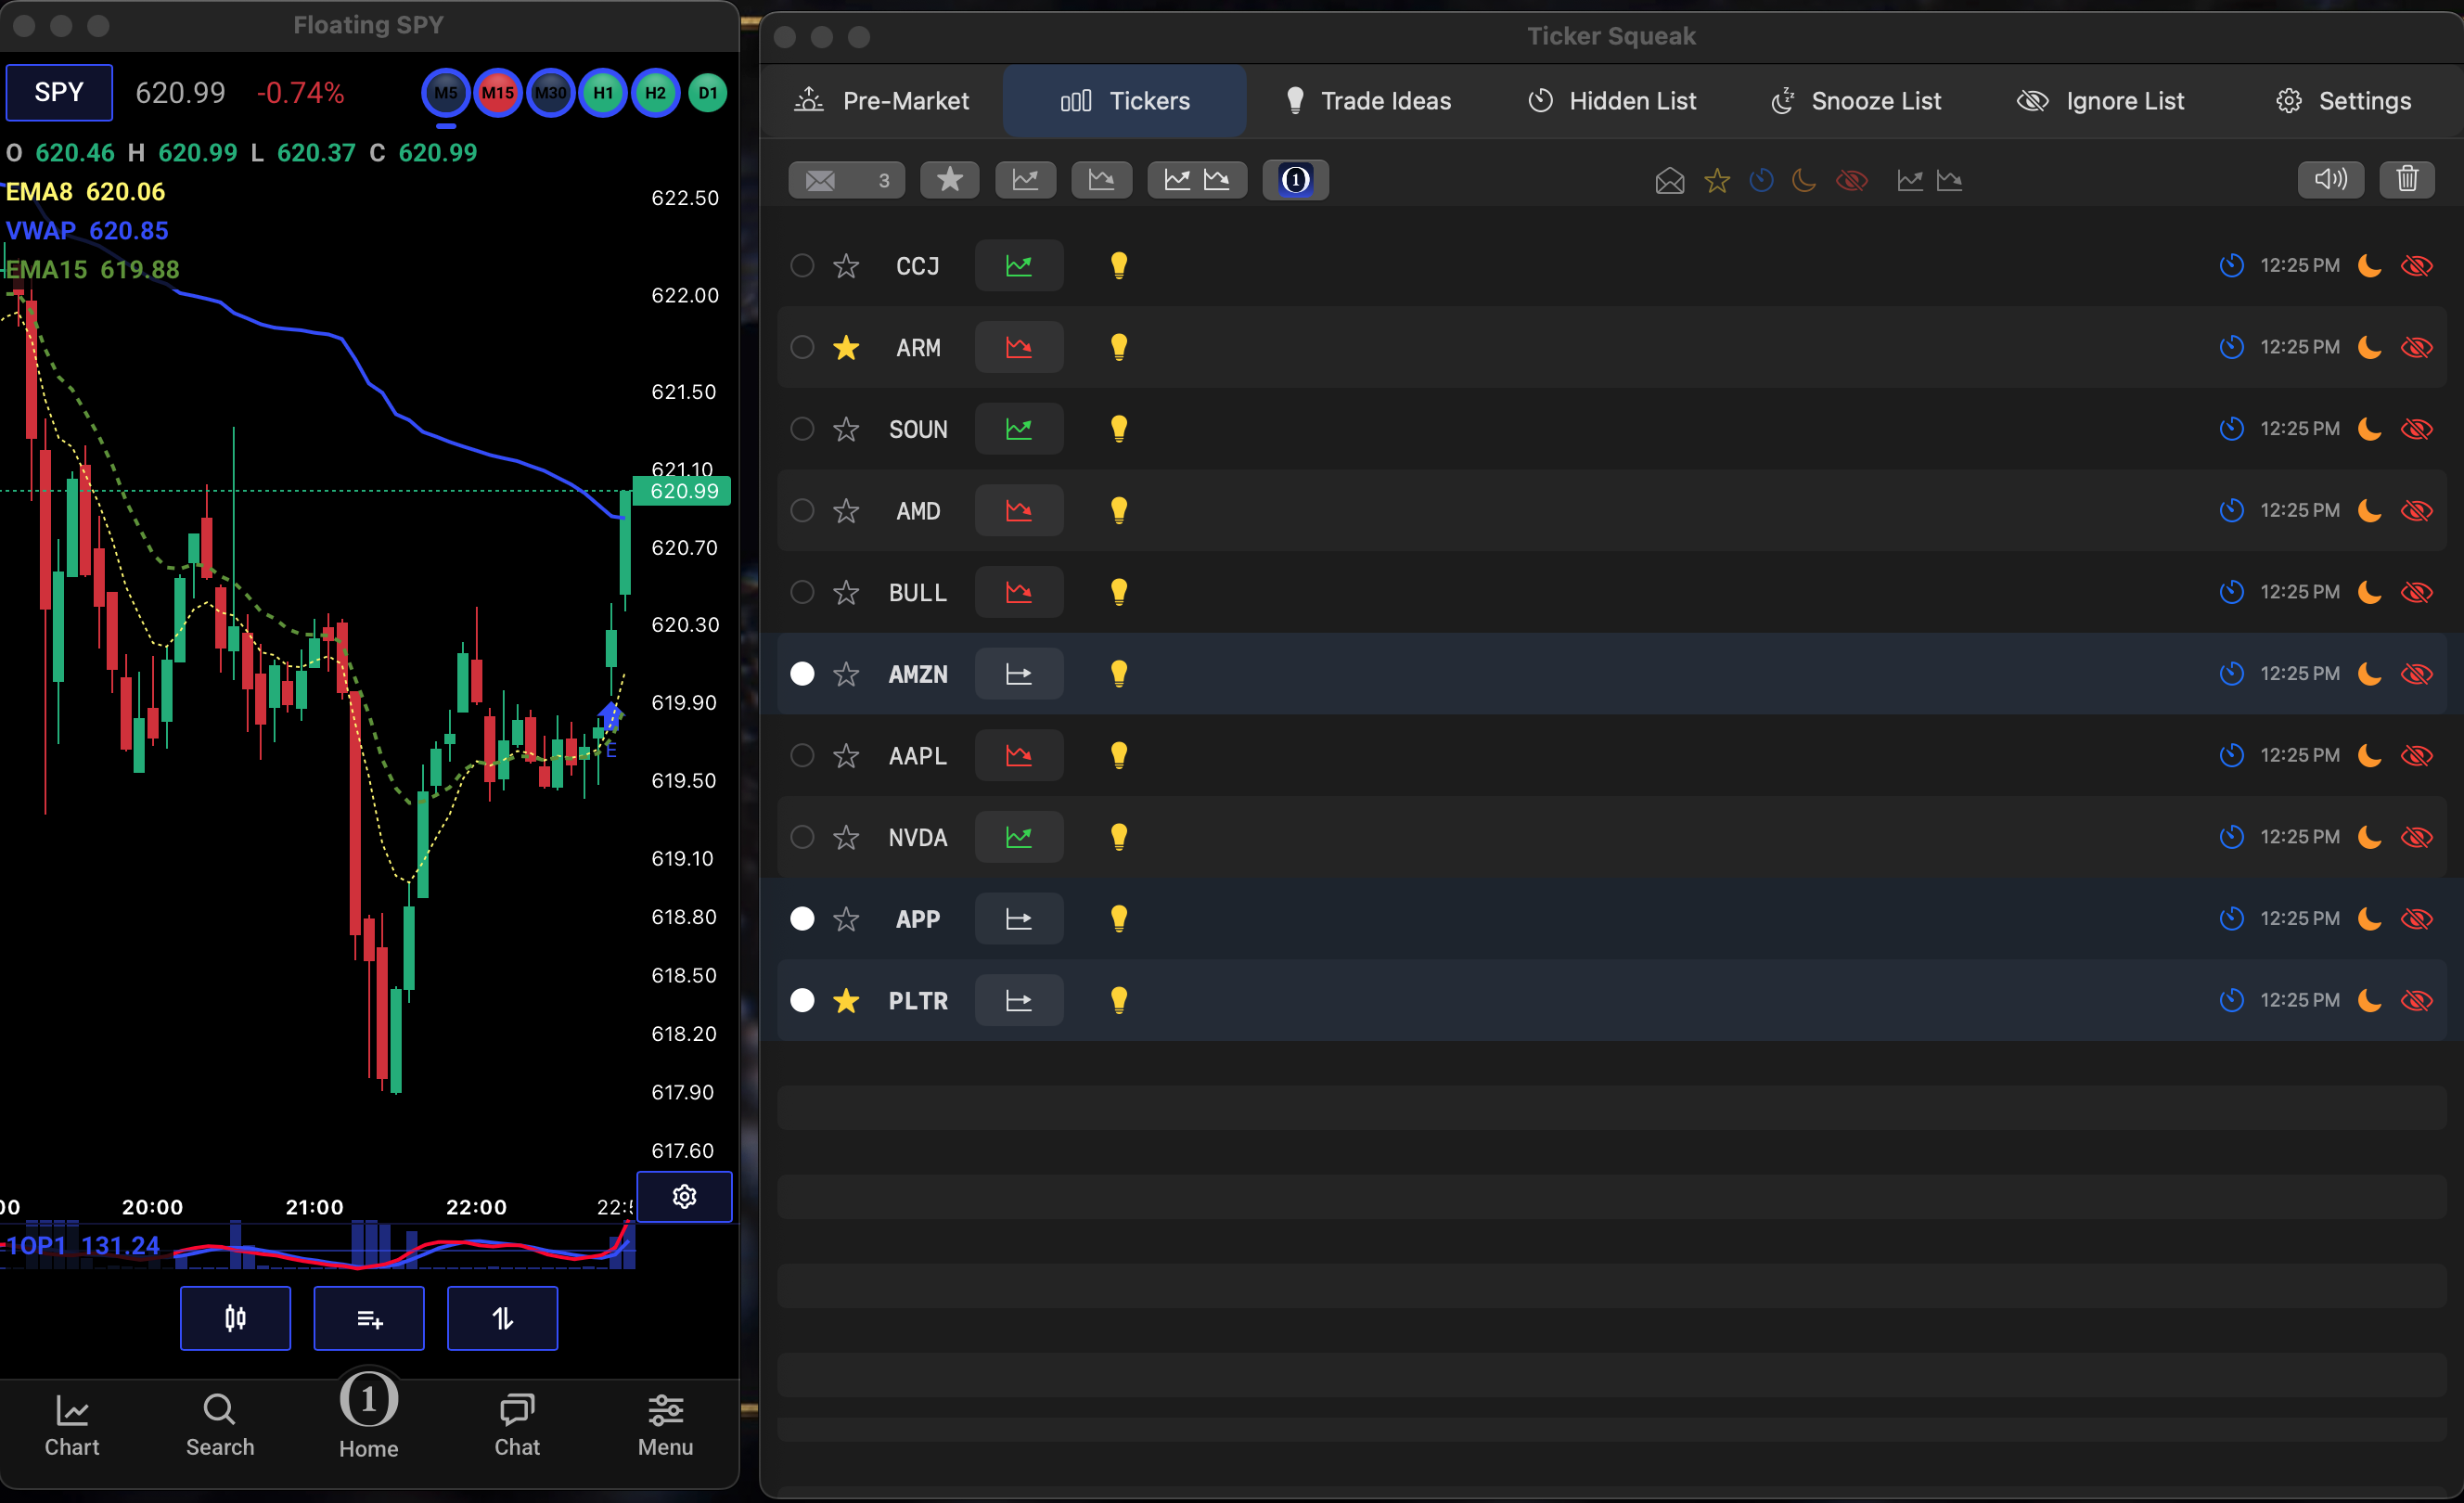 Floating SPY
SPY 620.99 -0.74% M5 M15 M30 H1 H2 D1
O 620.46 H 620.99 L 620.37 C 620.99
EMA8 620.06
VWAP 620.85
EMA15 619.88
622.50
622.00
621.50
621.10
620.99
620.70
620.30
619.90
E
619.50
619.10
618.80
618.50
618.20
617.90
617.60
20:00 21:00 22:00
1OP1 131.24
Chart Search Home Chat Menu
Ticker Squeak
Pre-Market Tickers Trade Ideas Hidden List Snooze List Ignore List Settings
3
CCJ 12:25 PM
ARM 12:25 PM
SOUN 12:25 PM
AMD 12:25 PM
BULL 12:25 PM
AMZN 12:25 PM
AAPL 12:25 PM
NVDA 12:25 PM
APP 12:25 PM
PLTR 12:25 PM